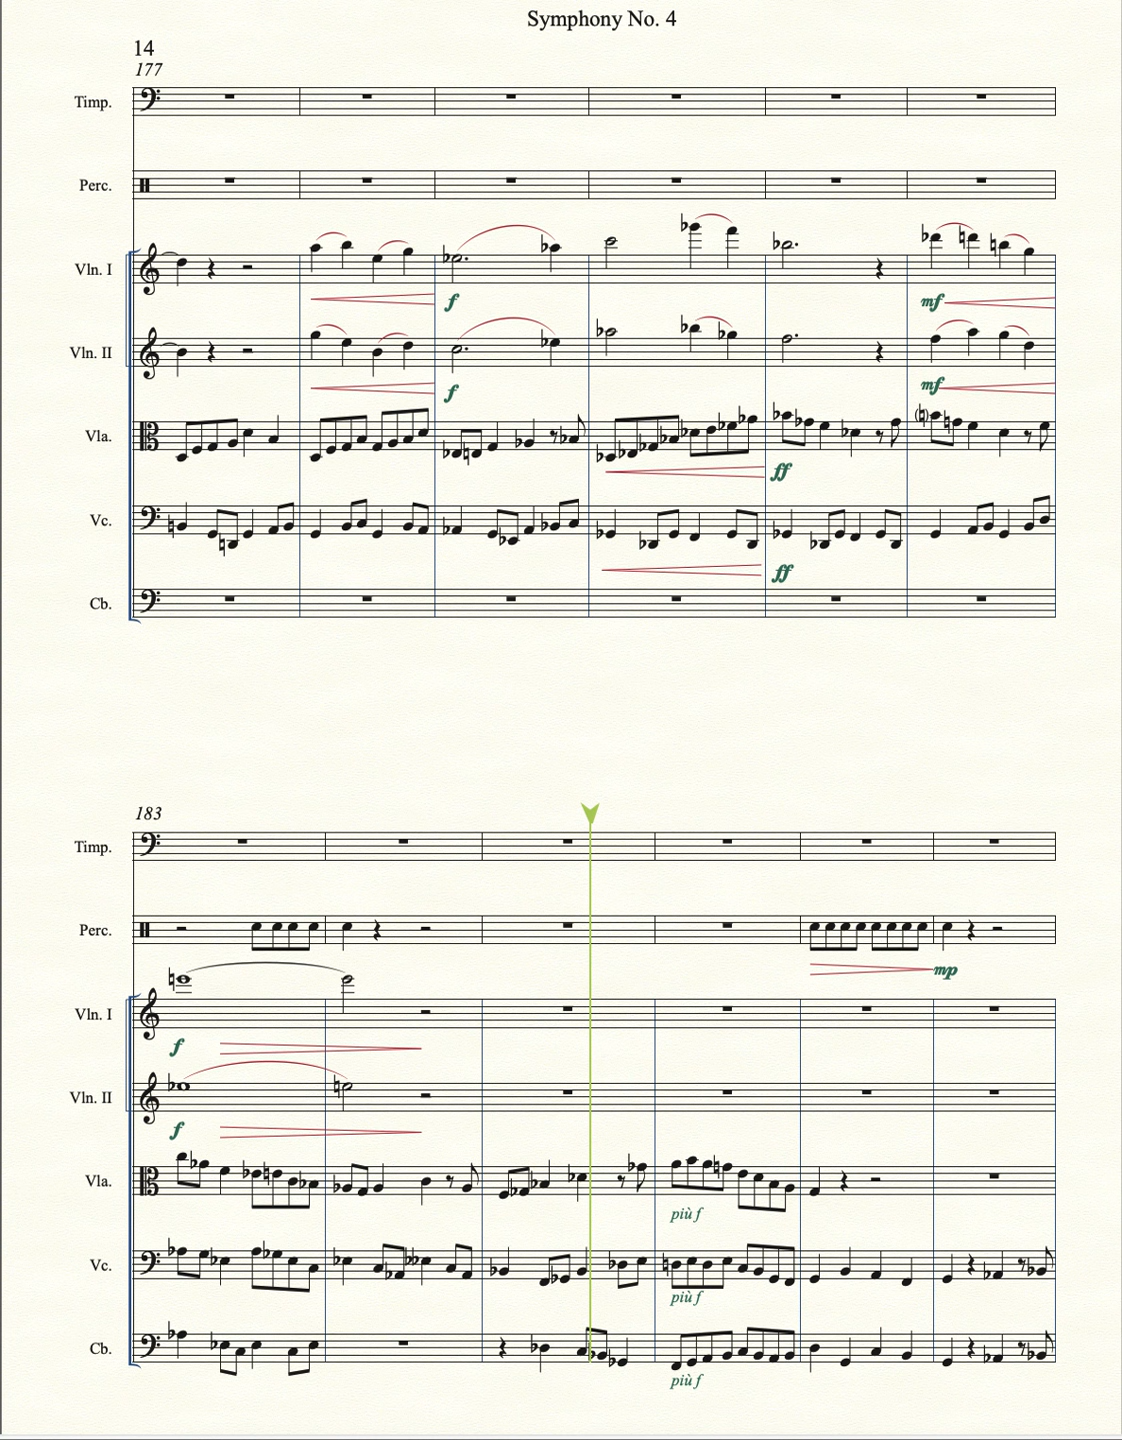 Symphony No. 4
14
177
Timp.
Perc.
Vln. I
f
mf
Vln. II
f
mf
Vla.
ff
Vc.
ff
Cb.
183
Timp.
Perc.
mp
Vln. I
f
Vln. II
f
Vla.
più f
Vc.
più f
Cb.
più f